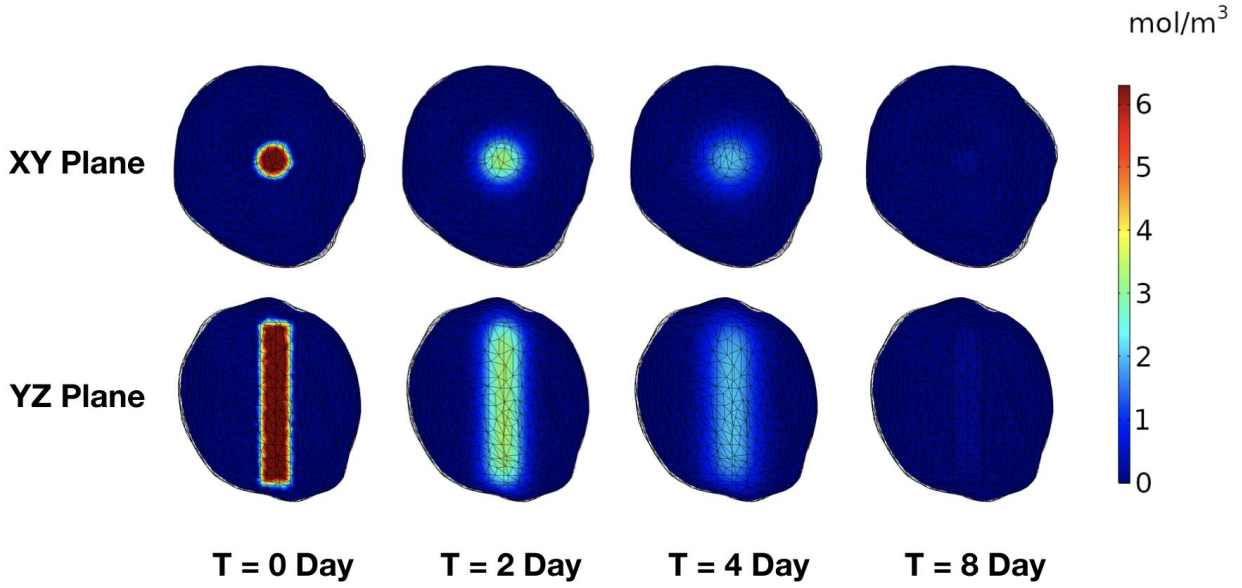 mol/m³
XY Plane
YZ Plane
6
5
4
3
2
1
0
T = 0 Day
T = 2 Day
T = 4 Day
T = 8 Day